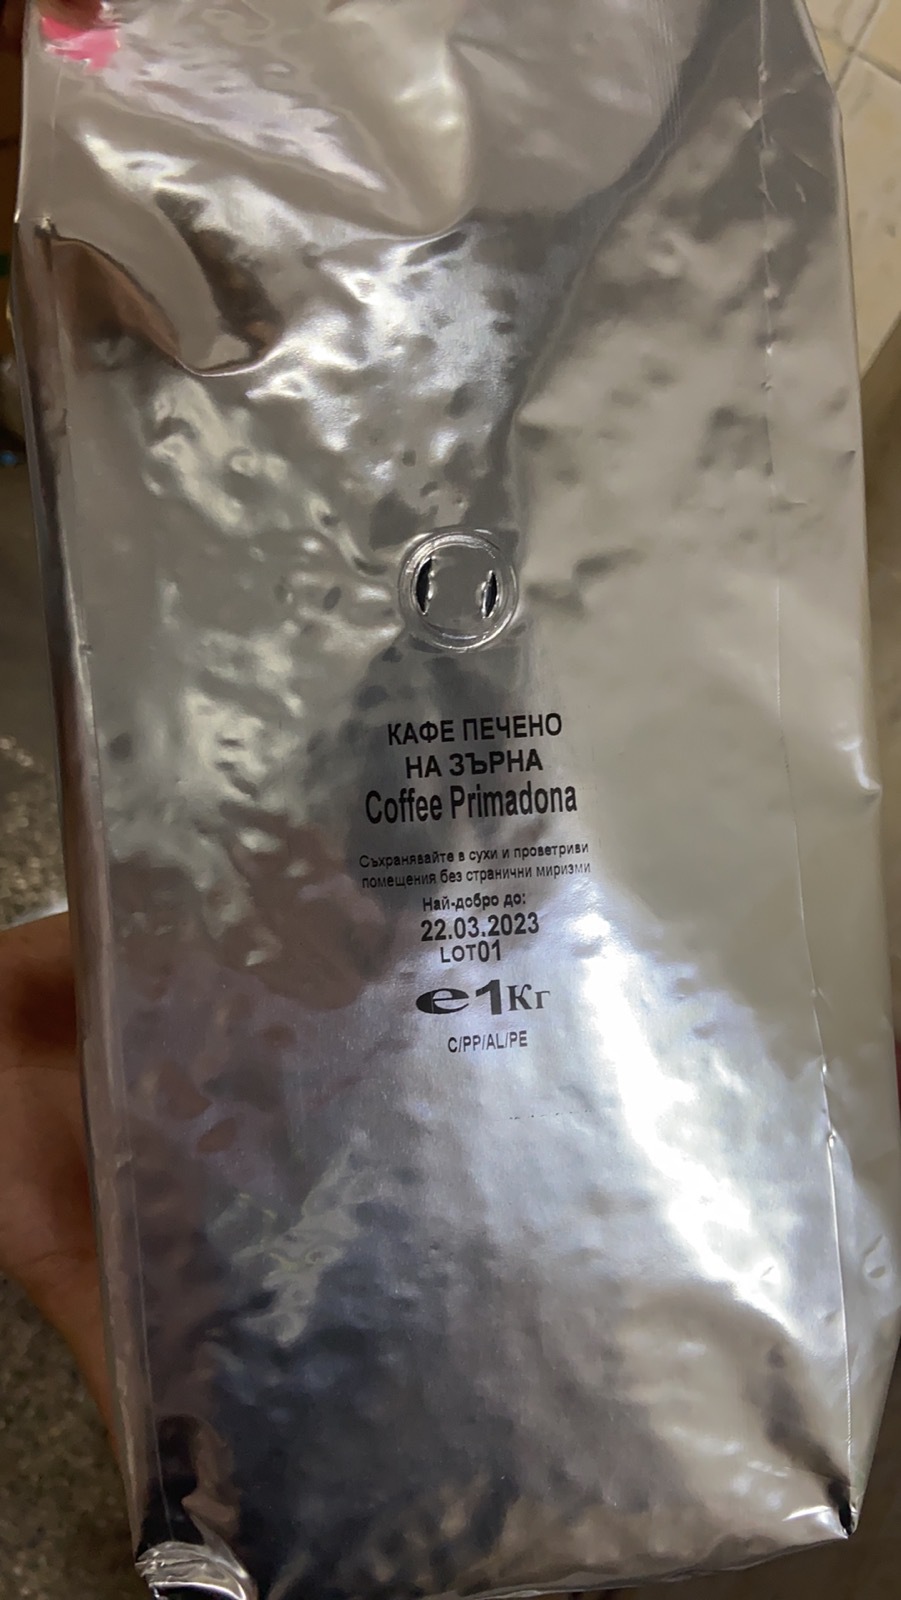 КАФЕ ПЕЧЕНО
НА ЗЪРНА
Coffee Primadona
Съхранявайте в сухи и проветриви
помещения без странични миризми
Най-добро до:
22.03.2023
LOT01
e1Кг
C/PP/AL/PE